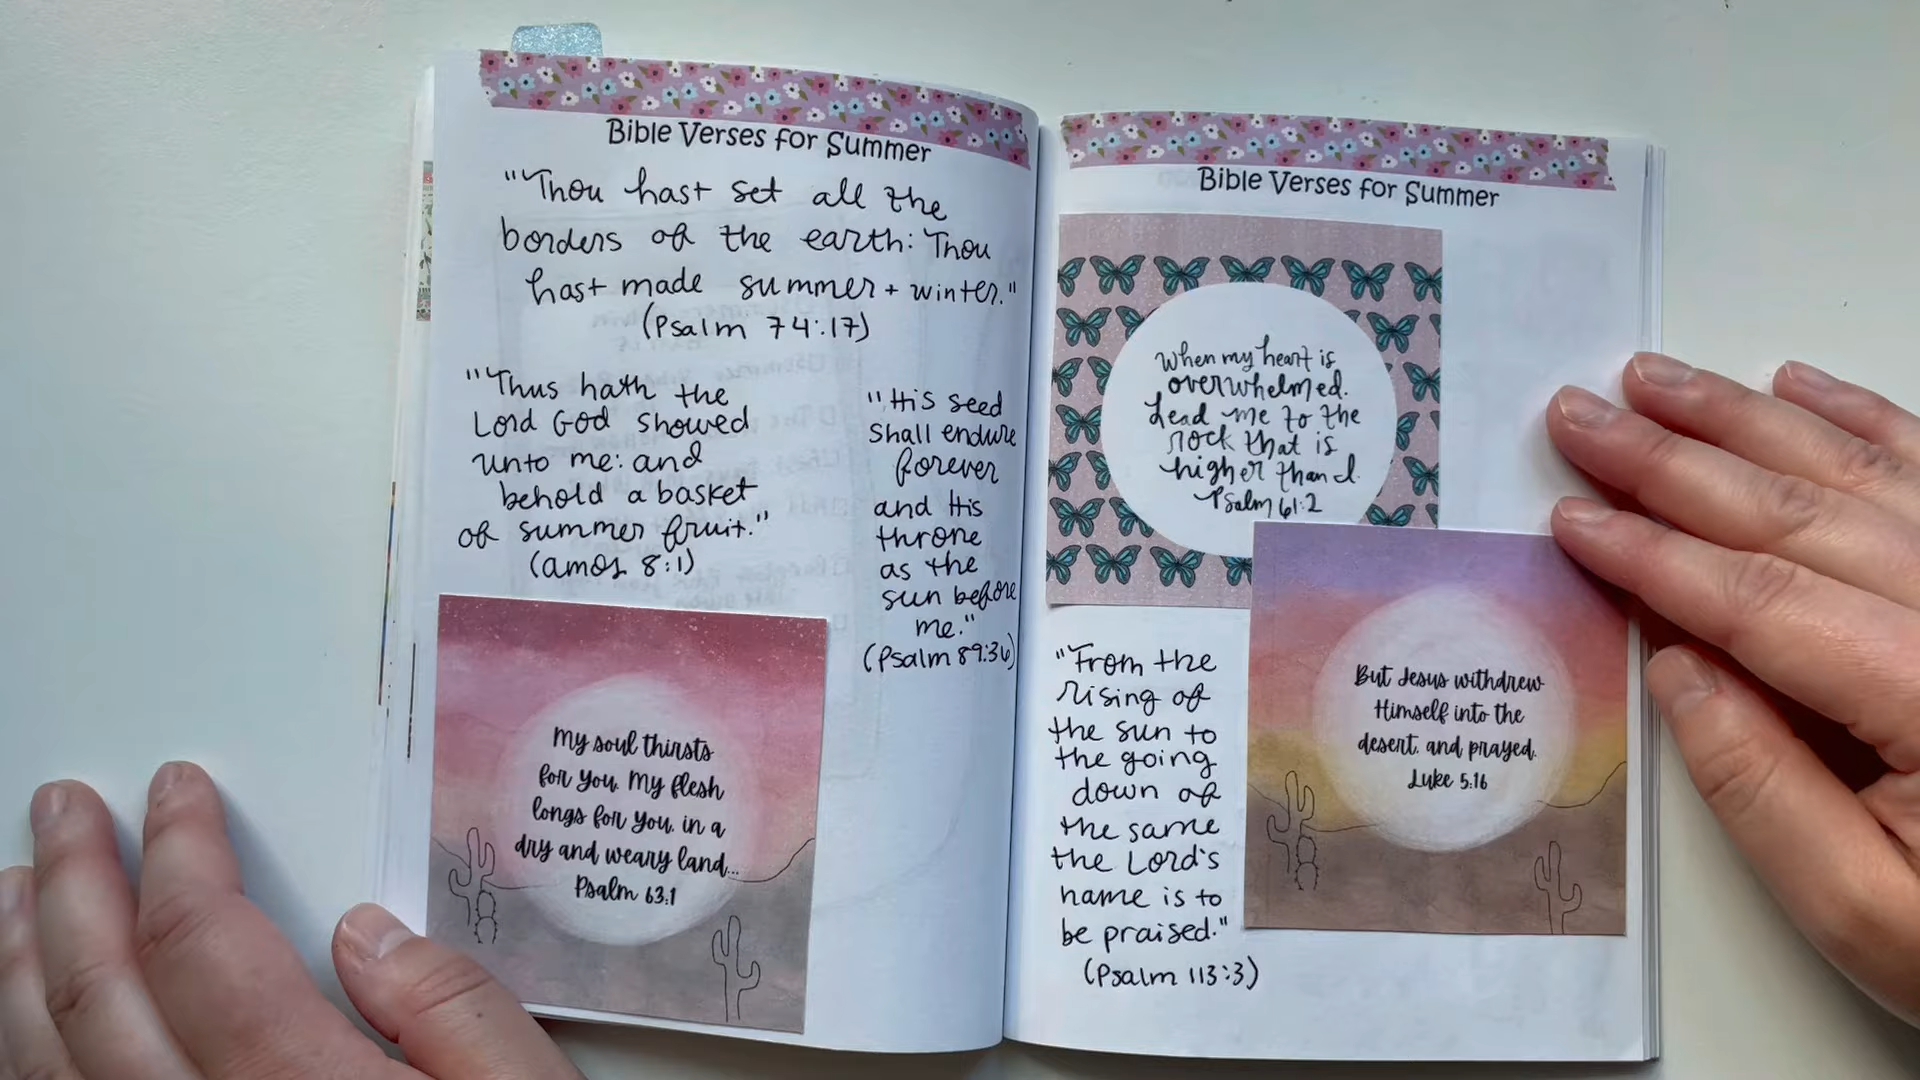 Bible Verses for Summer
"Thou hast set all the
borders of the earth: Thou
hast made summer + winter."
(Psalm 74:17)
"Thus hath the
Lord God showed
unto me: and
behold a basket
of summer fruit."
(amos 8:1)
"His seed
shall endure
forever
and His
throne
as the
sun before
me."
(Psalm 89:36)
My soul thirsts
for You, My flesh
longs for You, in a
dry and weary land...
Psalm 63:1
Bible Verses for Summer
When my heart is
overwhelmed.
Lead me to the
rock that is
higher than I.
Psalm 61:2
"From the
rising of
the sun to
the going
down of
the same
the Lord's
name is to
be praised."
(Psalm 113:3)
But Jesus withdrew
Himself into the
desert, and prayed.
Luke 5:16